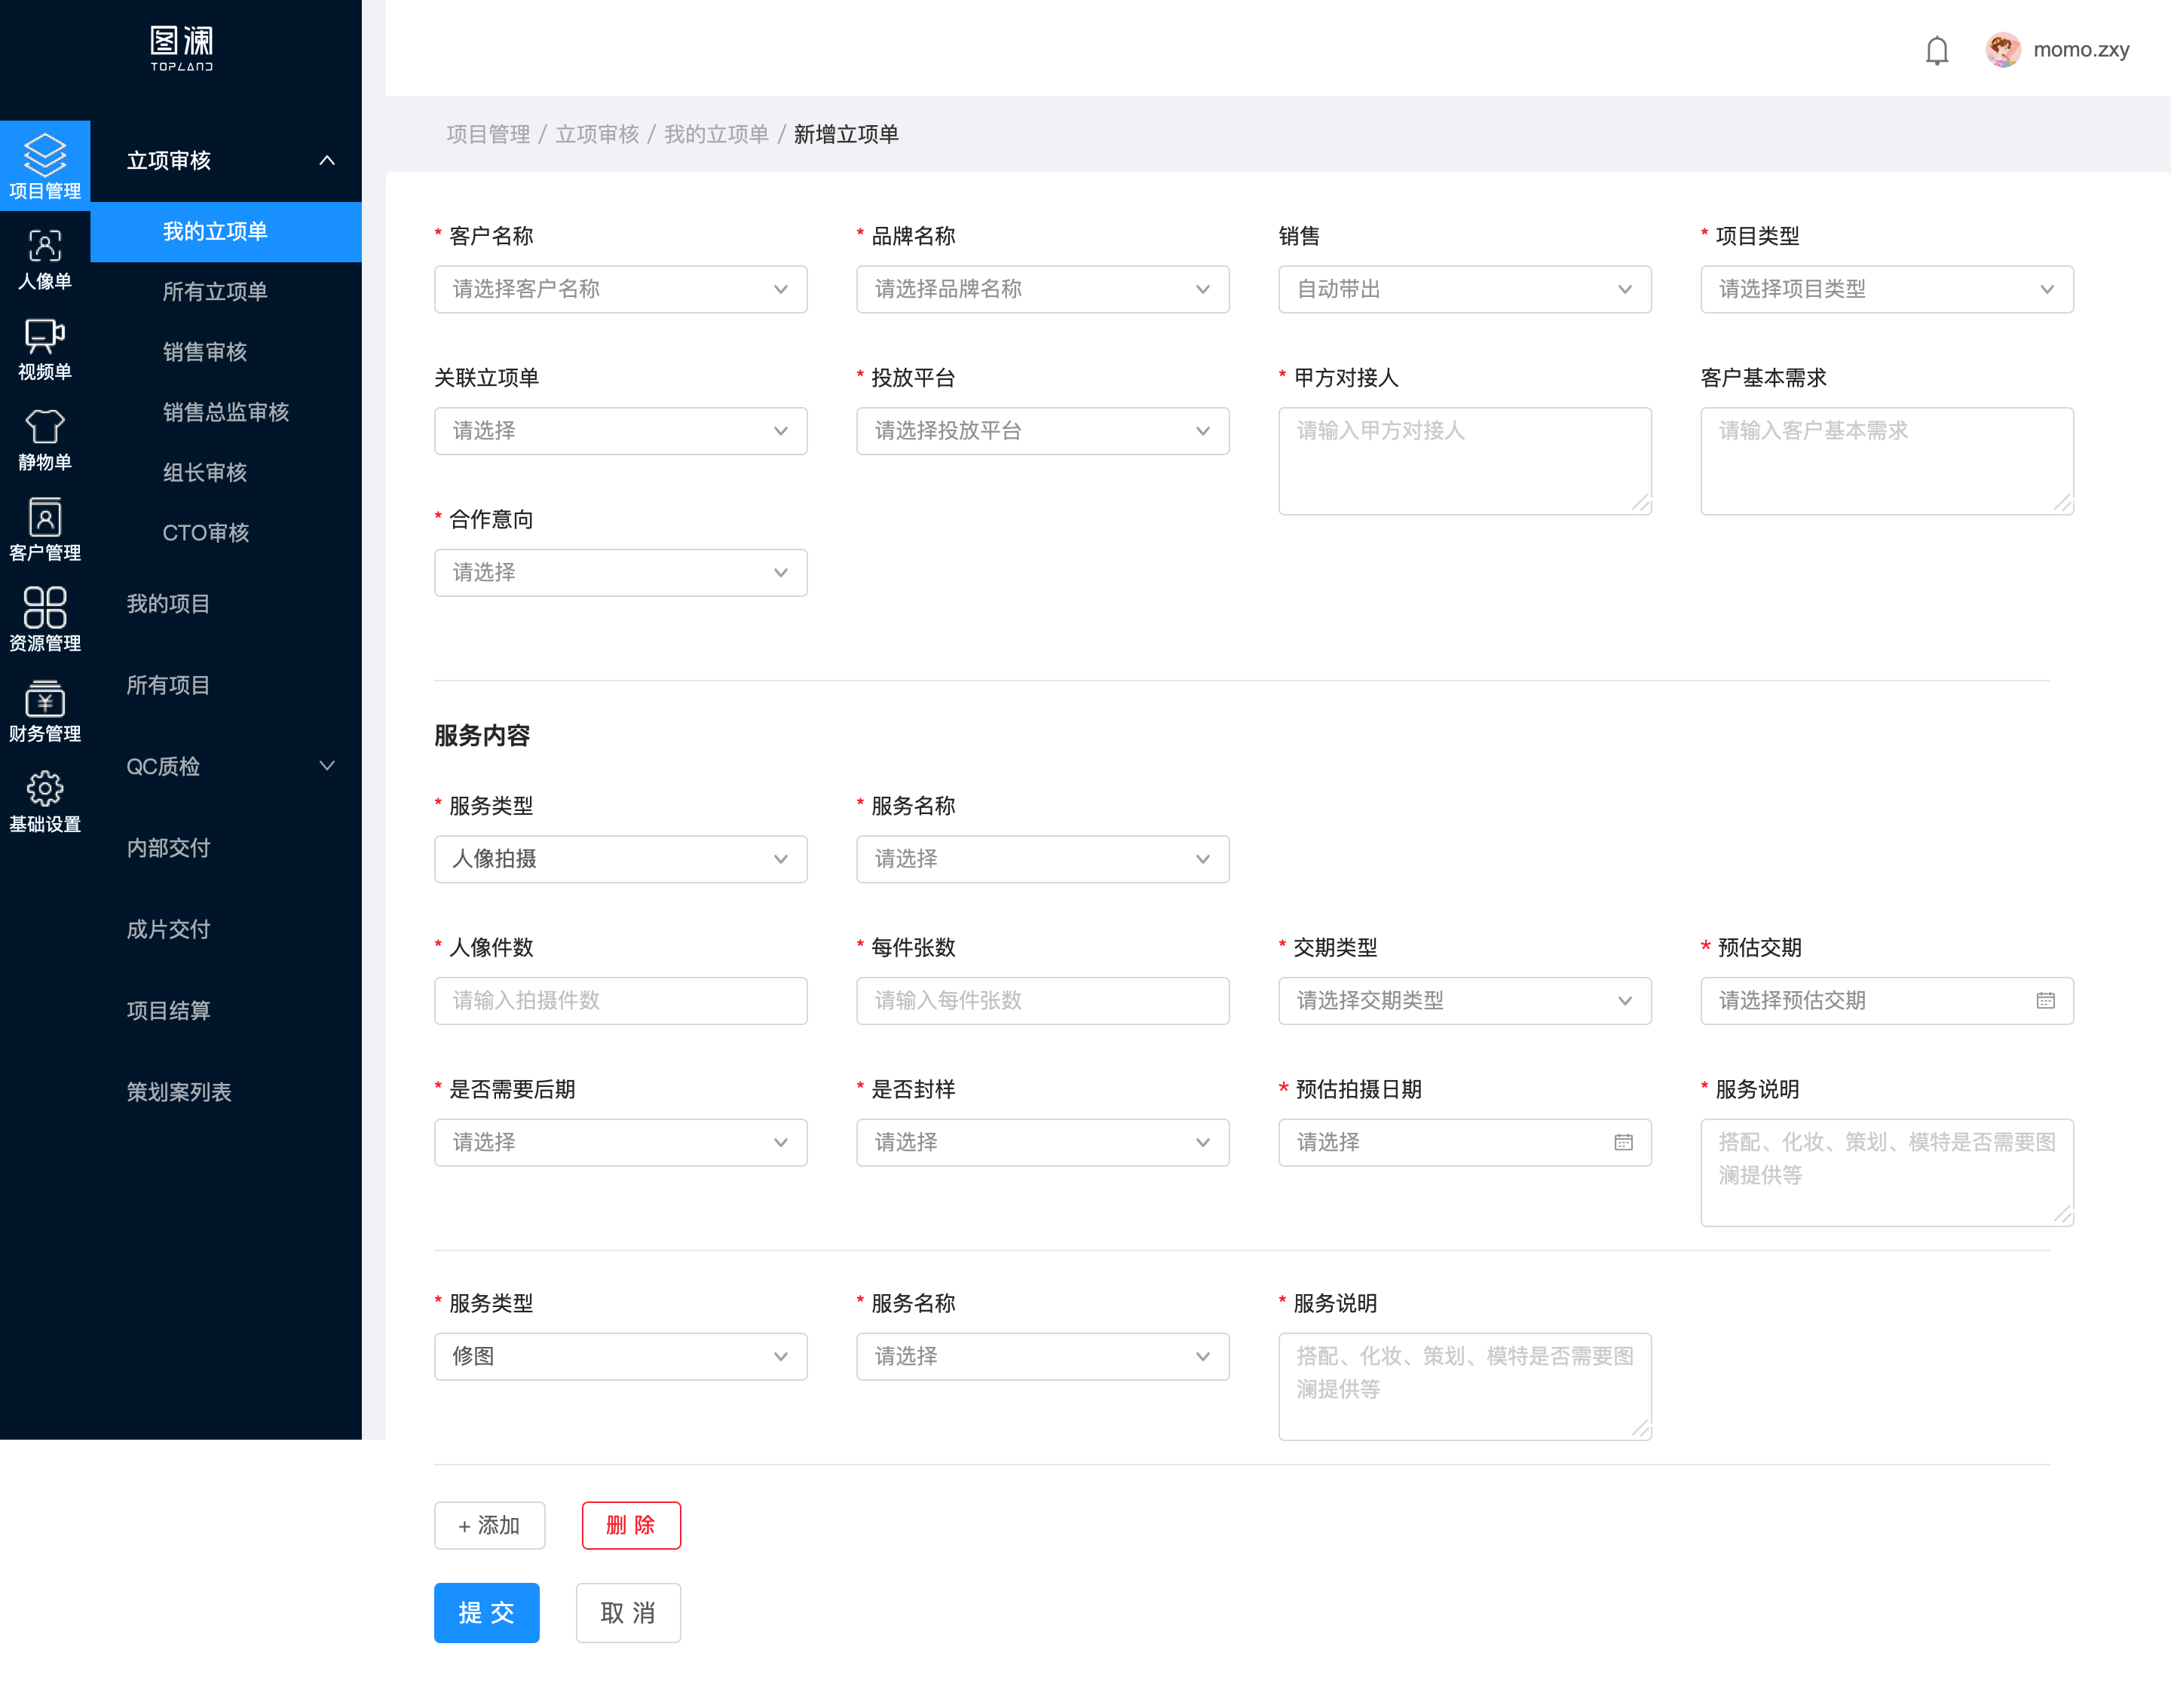 图澜
TOPLAND
momo.zxy
项目管理 / 立项审核 / 我的立项单 / 新增立项单
项目管理
人像单
视频单
静物单
客户管理
资源管理
财务管理
基础设置
立项审核
我的立项单
所有立项单
销售审核
销售总监审核
组长审核
CTO审核
我的项目
所有项目
QC质检
内部交付
成片交付
项目结算
策划案列表
* 客户名称
请选择客户名称
* 品牌名称
请选择品牌名称
销售
自动带出
* 项目类型
请选择项目类型
关联立项单
请选择
* 投放平台
请选择投放平台
* 甲方对接人
请输入甲方对接人
客户基本需求
请输入客户基本需求
* 合作意向
请选择
服务内容
* 服务类型
人像拍摄
* 服务名称
请选择
* 人像件数
请输入拍摄件数
* 每件张数
请输入每件张数
* 交期类型
请选择交期类型
* 预估交期
请选择预估交期
* 是否需要后期
请选择
* 是否封样
请选择
* 预估拍摄日期
请选择
* 服务说明
搭配、化妆、策划、模特是否需要图
澜提供等
* 服务类型
修图
* 服务名称
请选择
* 服务说明
搭配、化妆、策划、模特是否需要图
澜提供等
+ 添加
删 除
提 交
取 消